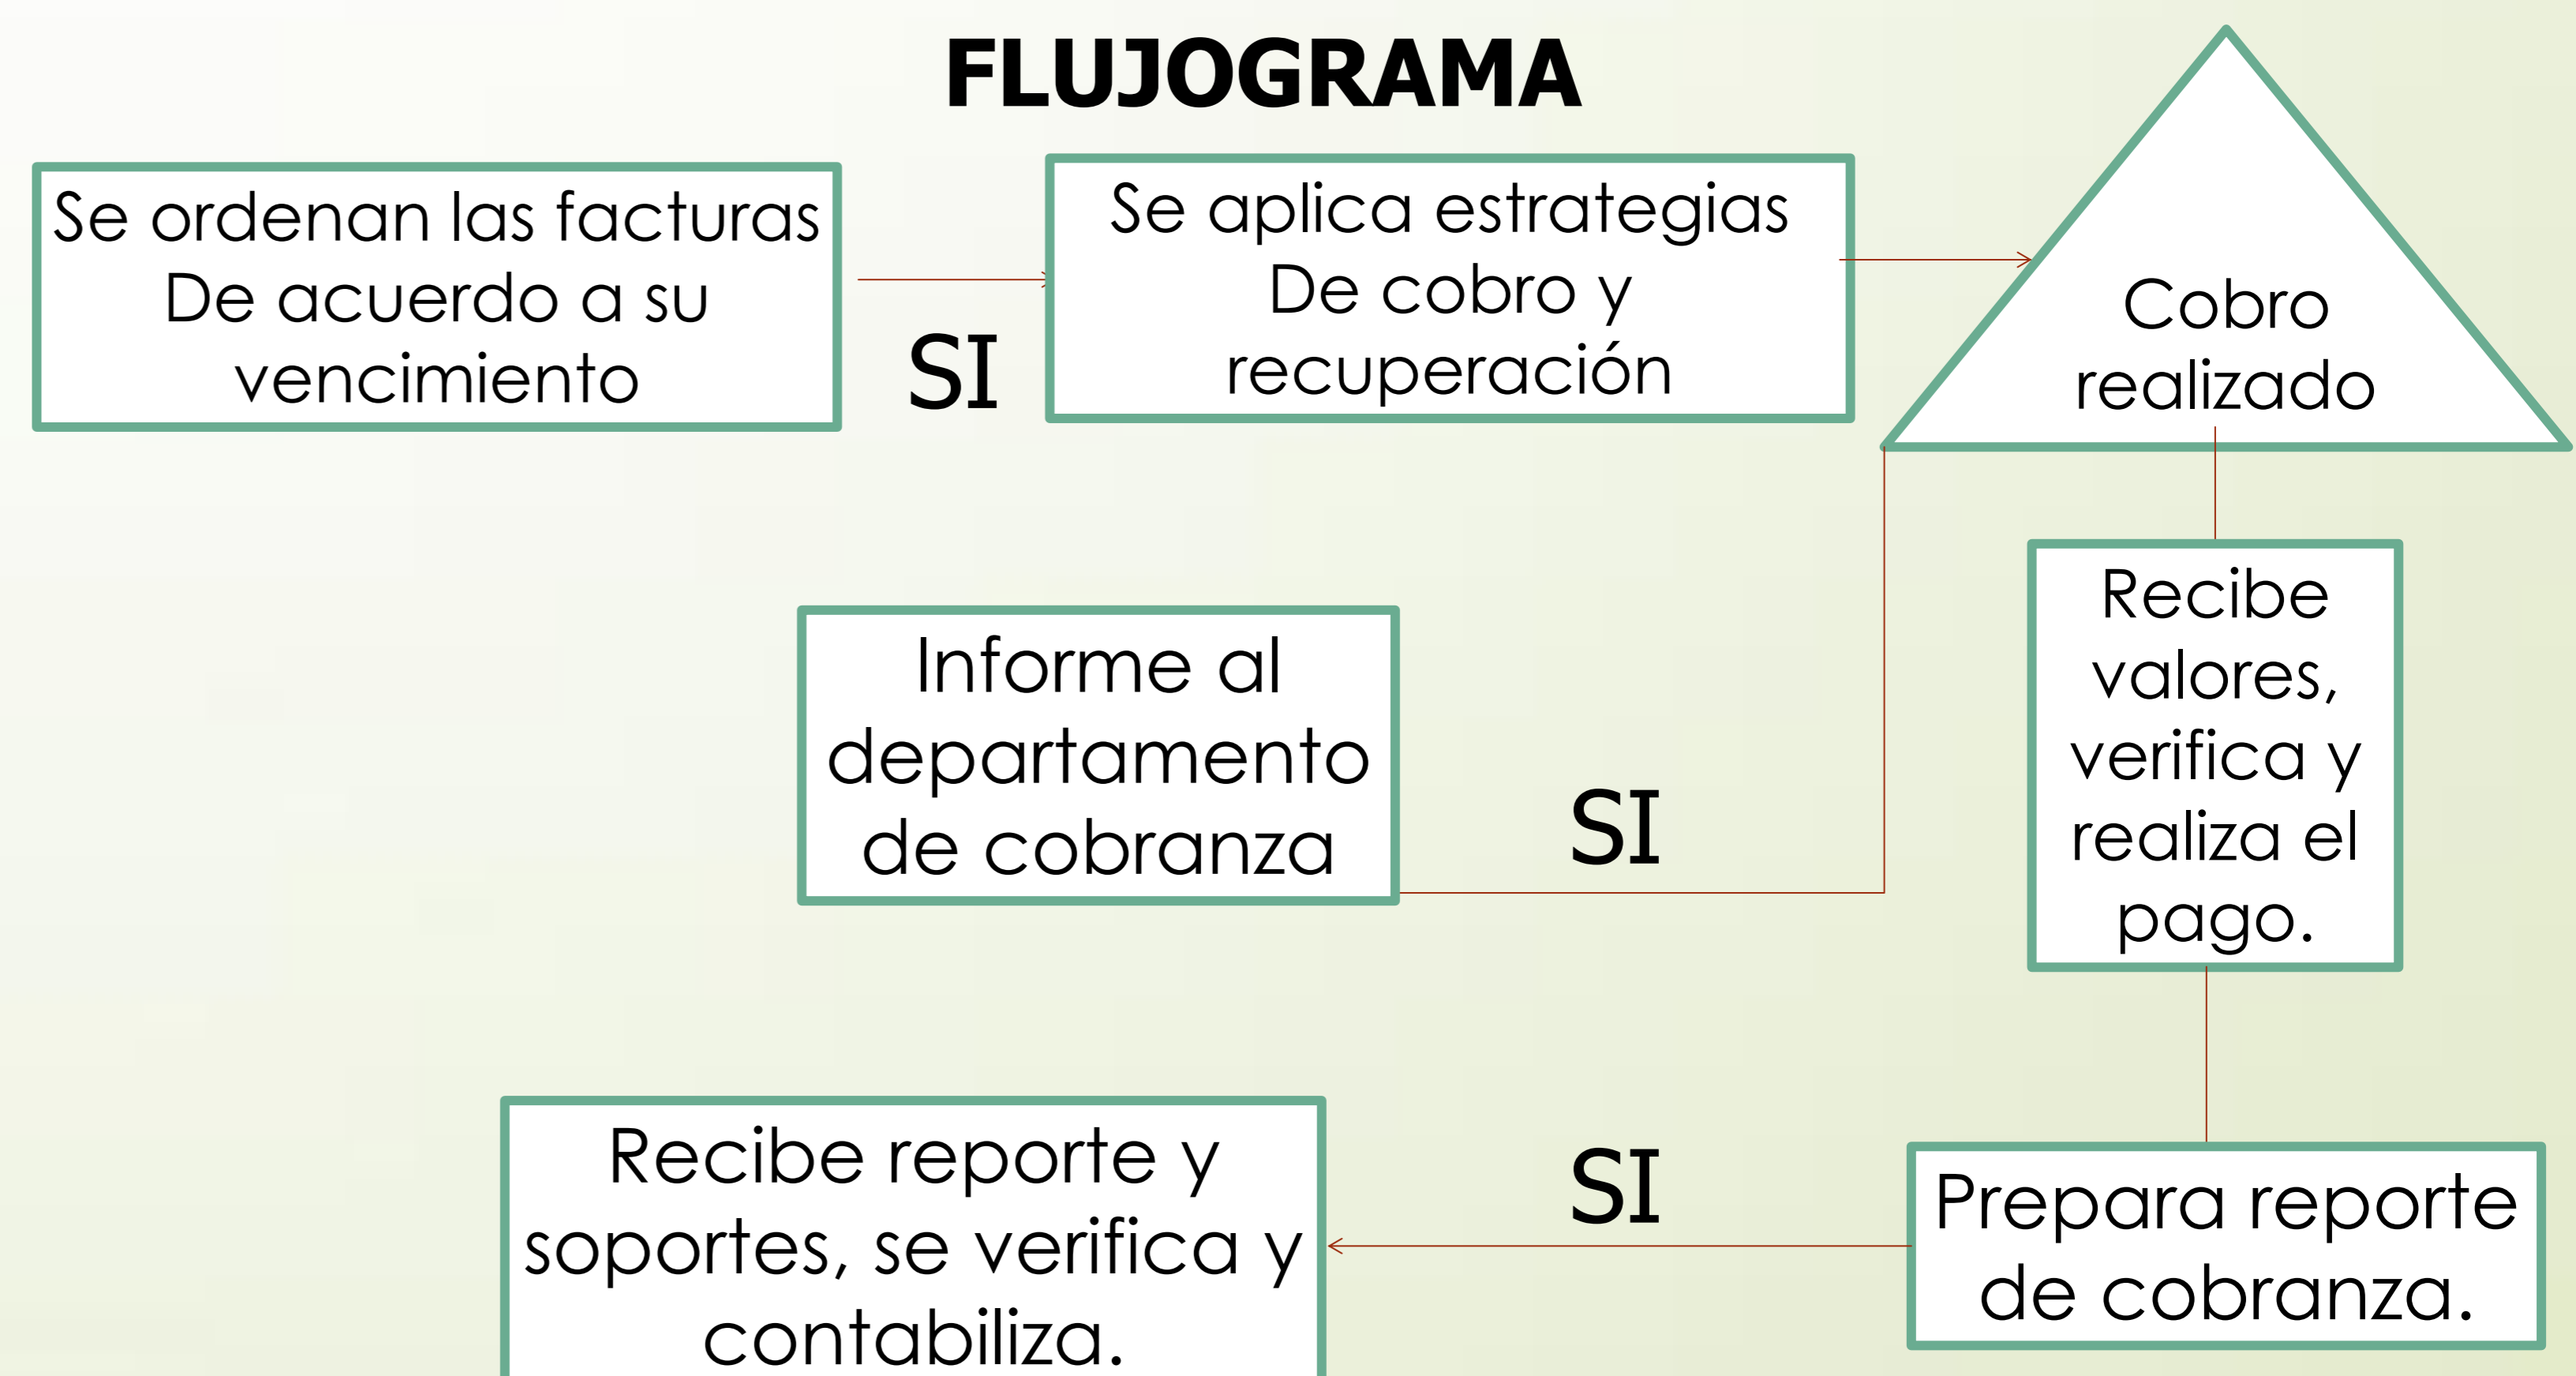 FLUJOGRAMA
Se ordenan las facturas
De acuerdo a su
vencimiento
SI
Se aplica estrategias
De cobro y
recuperación
Cobro
realizado
Informe al
departamento
de cobranza
SI
Recibe
valores,
verifica y
realiza el
pago.
Recibe reporte y
soportes, se verifica y
contabiliza.
SI
Prepara reporte
de cobranza.